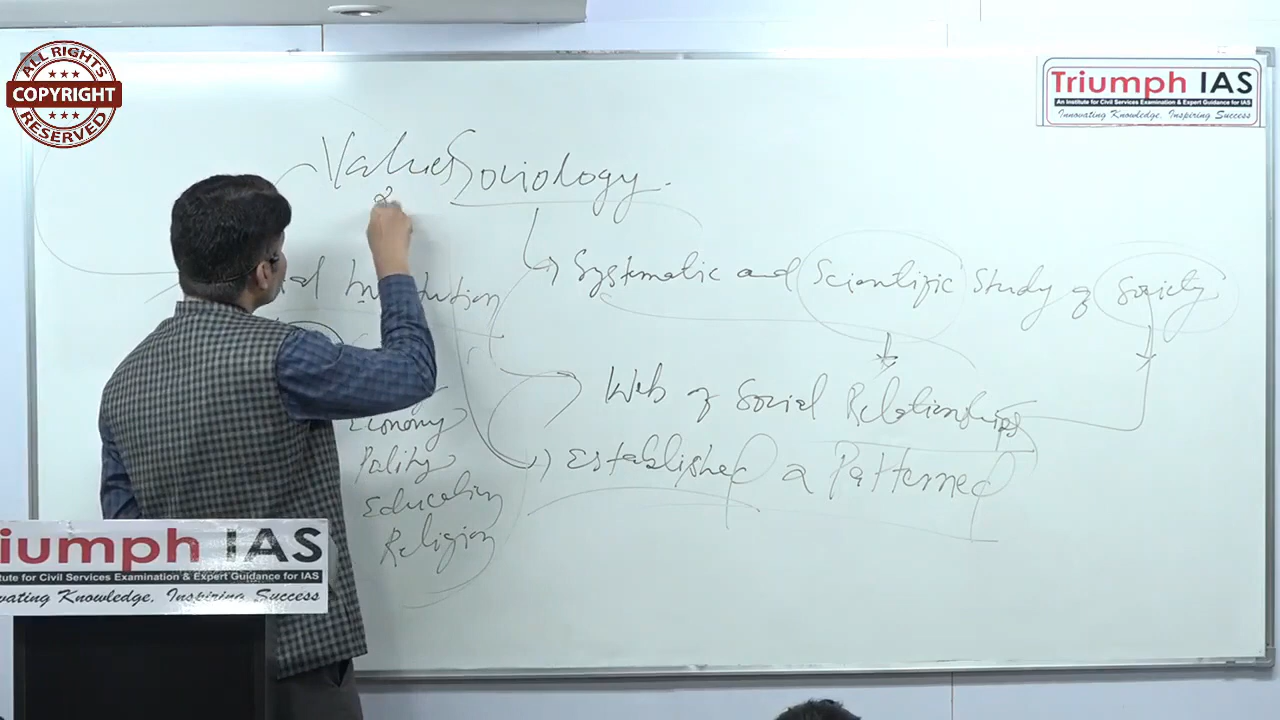 ALL RIGHTS
COPYRIGHT
RESERVED
Triumph IAS
An Institute for Civil Services Examination & Expert Guidance for IAS
Innovating Knowledge, Inspiring Success
Values Sociology.
&
Systematic and Scientific Study of Society
Institution
Web of Social Relationships
Economy
Established & Patterned
Polity
Education
Religion
iumph IAS
tute for Civil Services Examination & Expert Guidance for IAS
vating Knowledge, Inspiring Success